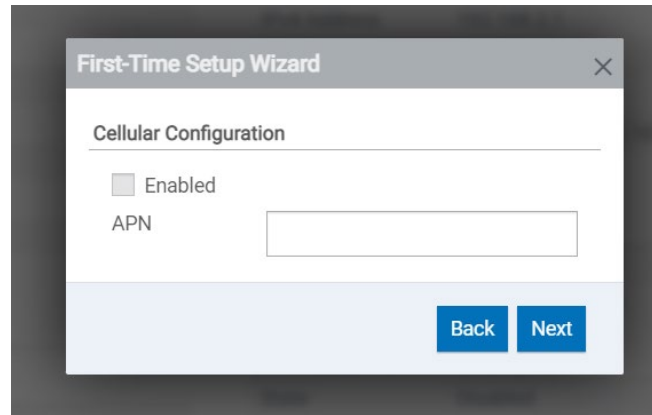 First-Time Setup Wizard
Cellular Configuration
Enabled
APN
Back Next